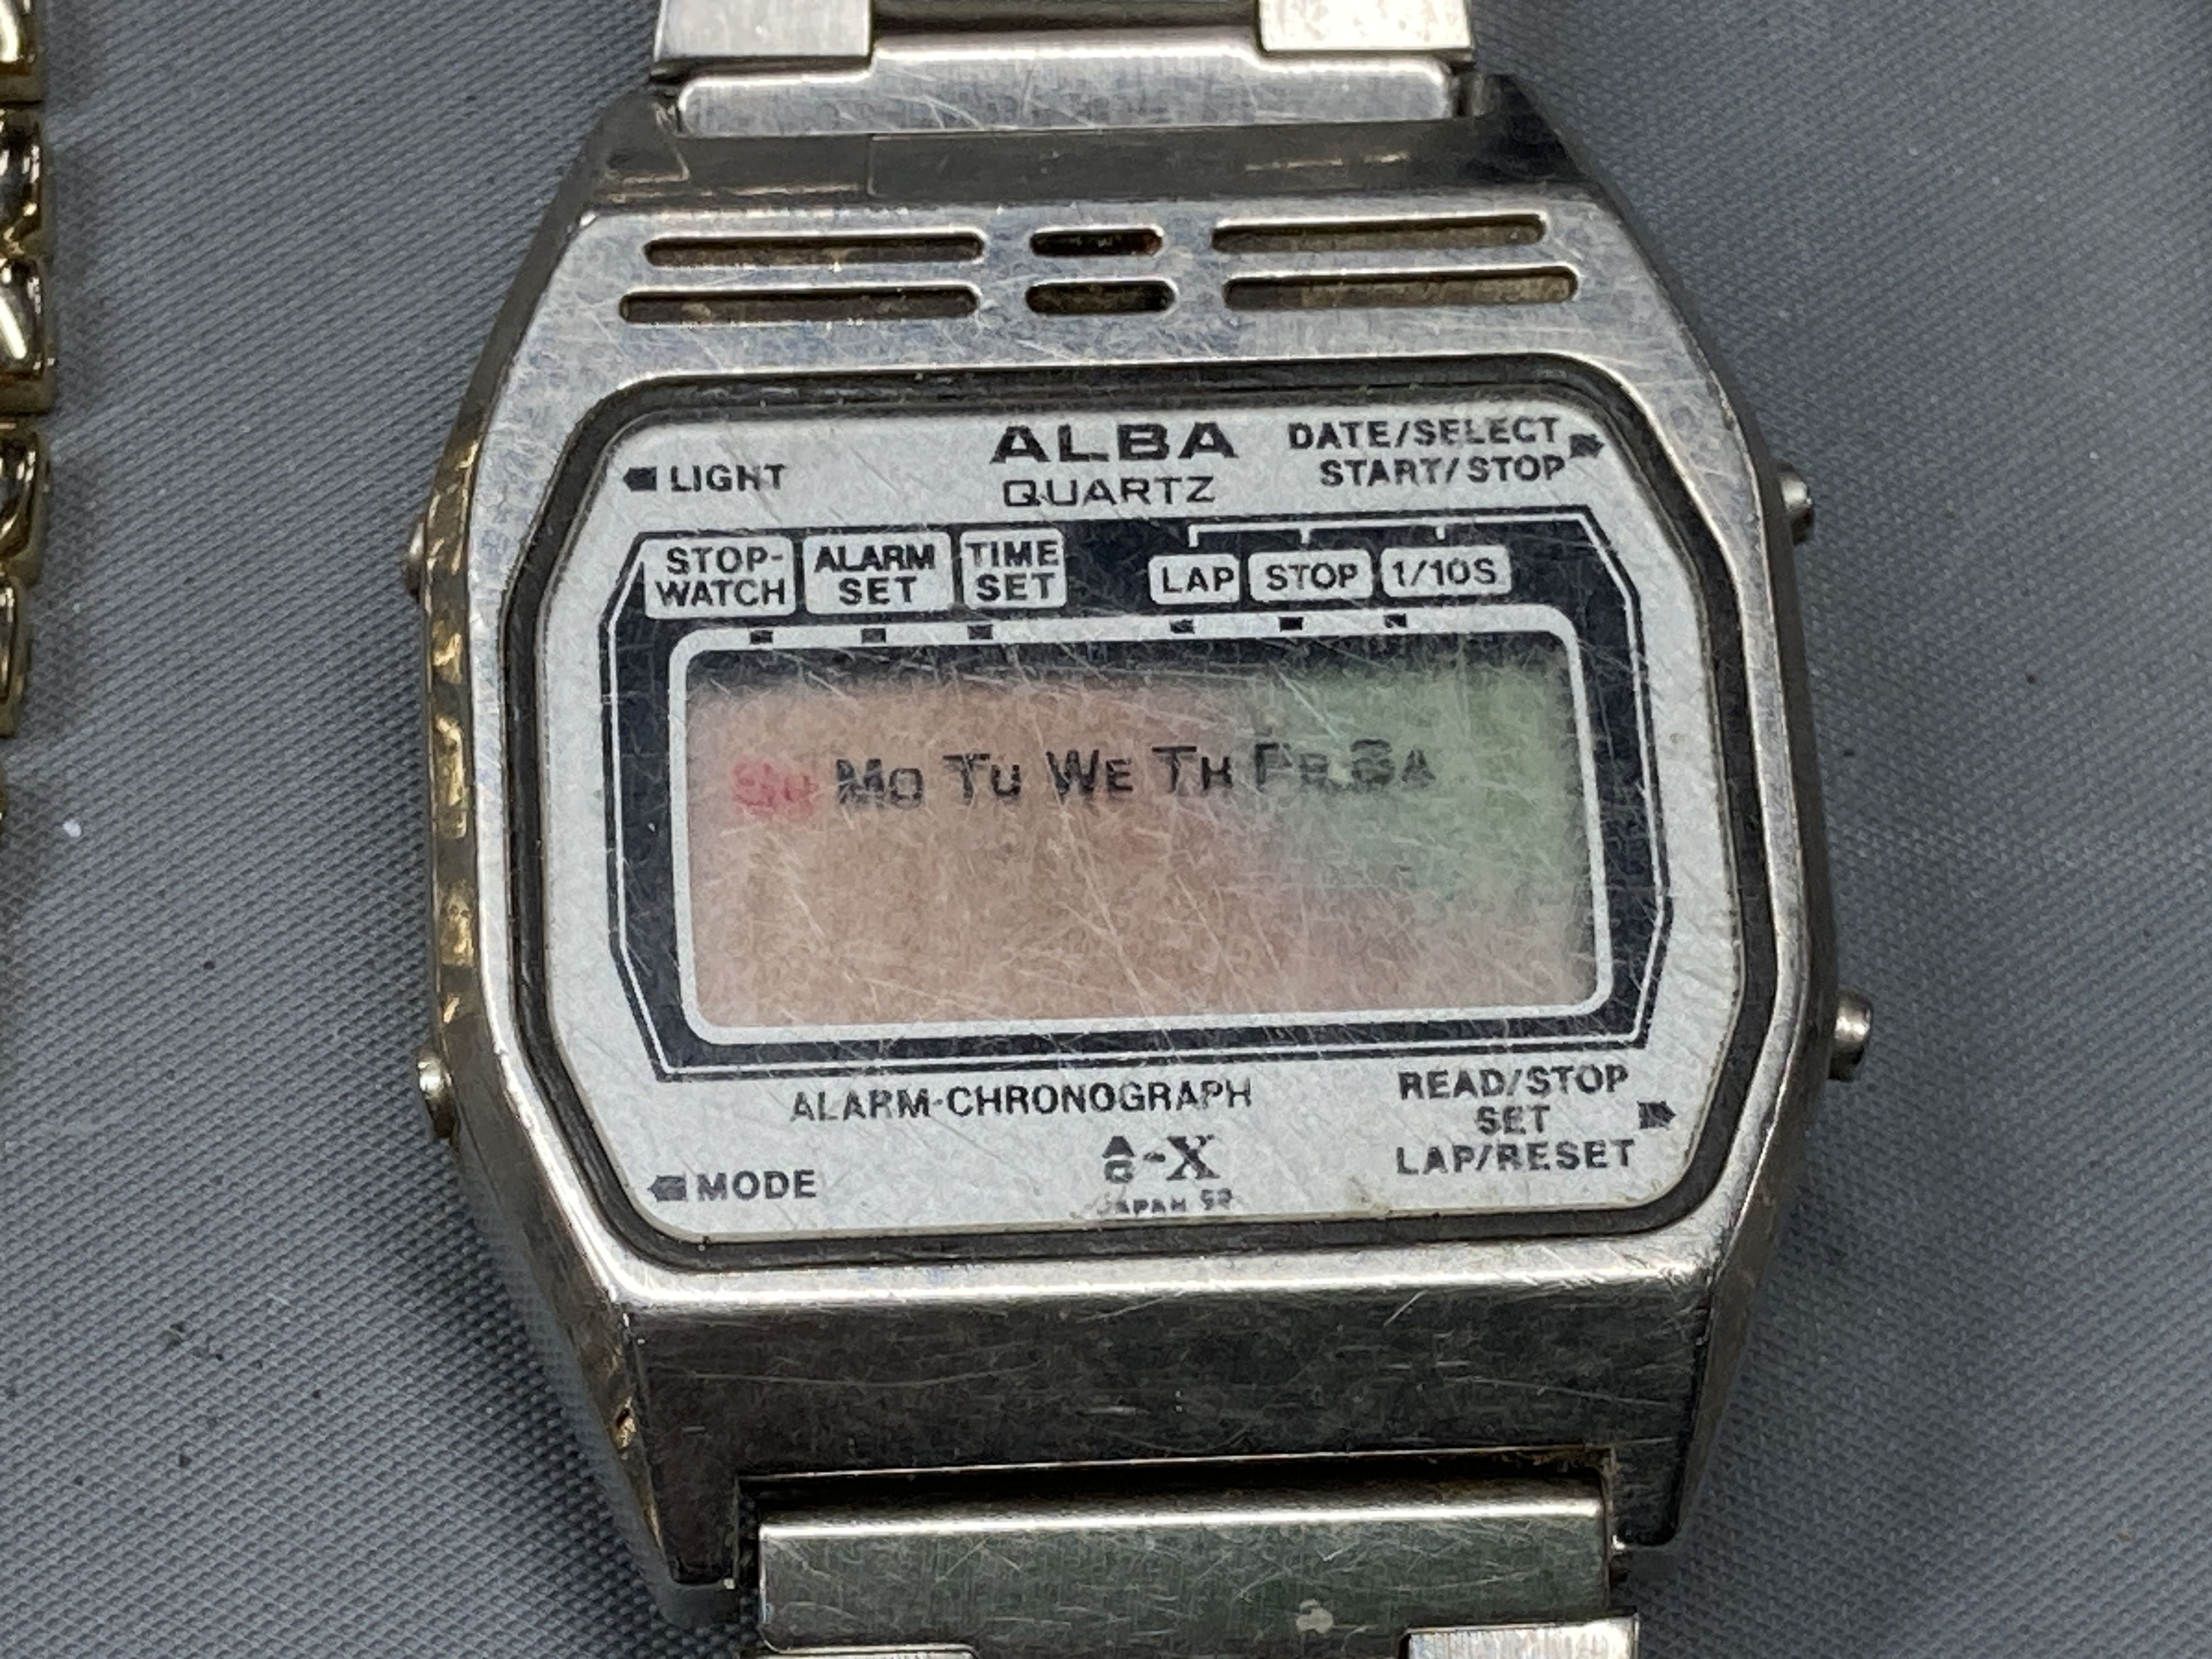 ALBA
QUARTZ
LIGHT
DATE/SELECT
START/STOP
STOP-
WATCH
ALARM
SET
TIME
SET
LAP
STOP
1/10S
SU MO TU WE TH FR SA
ALARM-CHRONOGRAPH
READ/STOP
SET
LAP/RESET
MODE
JAPAN